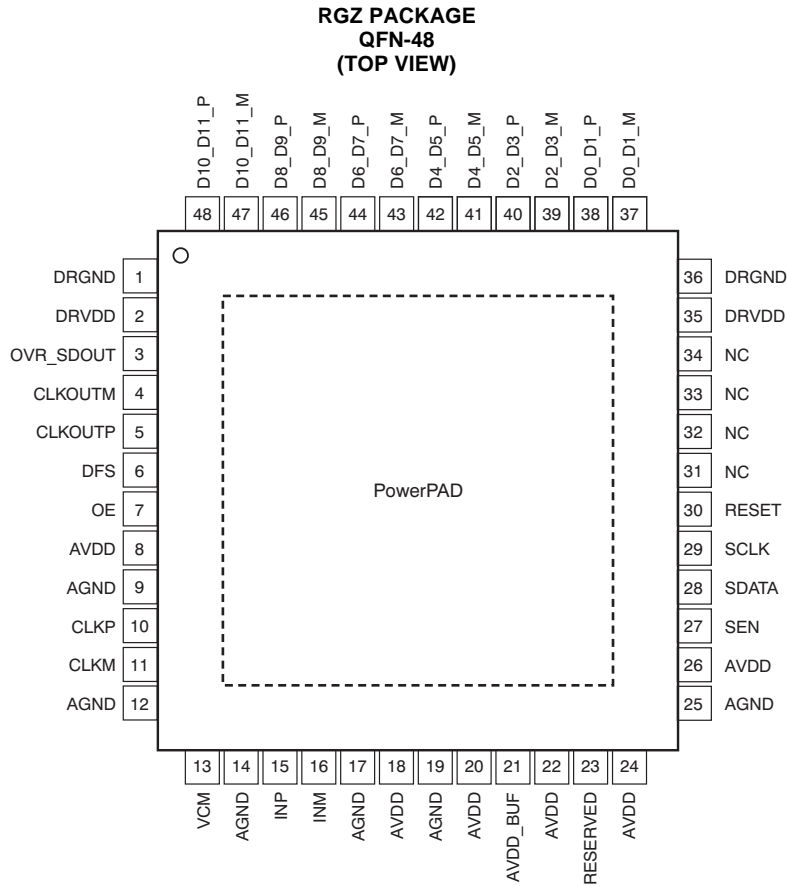 RGZ PACKAGE
QFN-48
(TOP VIEW)
D10_D11_P
D10_D11_M
D8_D9_P
D8_D9_M
D6_D7_P
D6_D7_M
D4_D5_P
D4_D5_M
D2_D3_P
D2_D3_M
D0_D1_P
D0_D1_M
48 47 46 45 44 43 42 41 40 39 38 37
DRGND 1
DRVDD 2
OVR_SDOUT 3
CLKOUTM 4
CLKOUTP 5
DFS 6
OE 7
AVDD 8
AGND 9
CLKP 10
CLKM 11
AGND 12
PowerPAD
36 DRGND
35 DRVDD
34 NC
33 NC
32 NC
31 NC
30 RESET
29 SCLK
28 SDATA
27 SEN
26 AVDD
25 AGND
13 14 15 16 17 18 19 20 21 22 23 24
VCM
AGND
INP
INM
AGND
AVDD
AGND
AVDD
AVDD_BUF
AVDD
RESERVED
AVDD